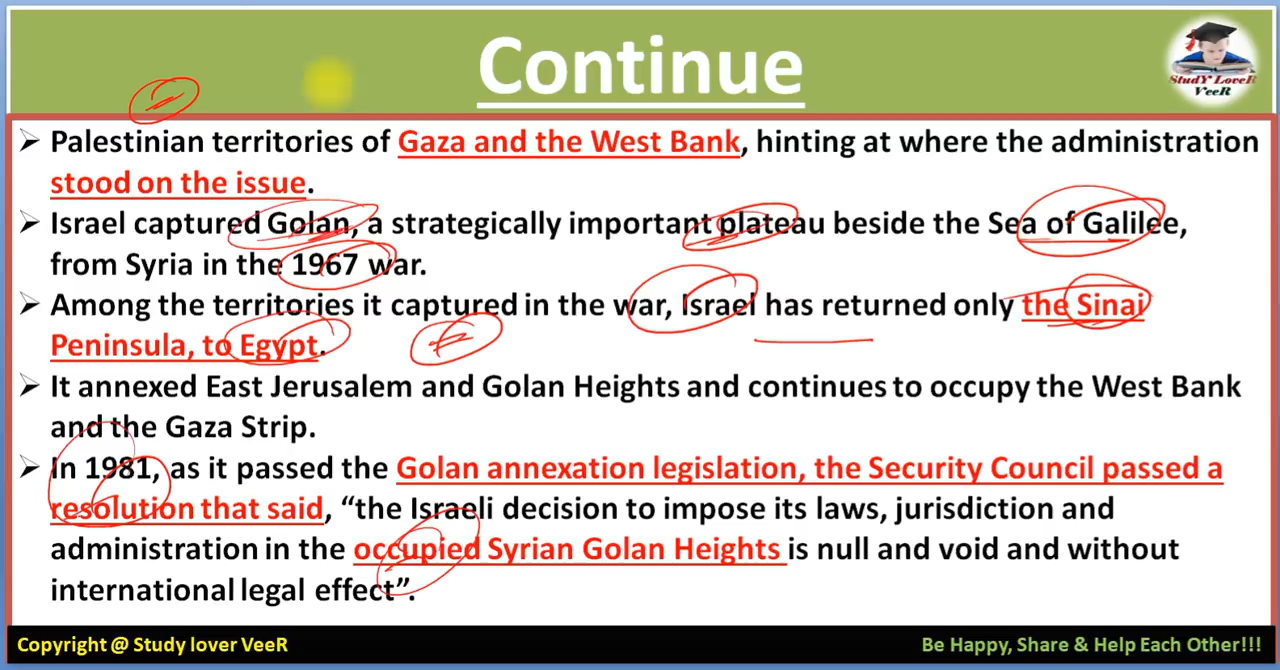 Continue
StudY LoveR
VeeR
➢ Palestinian territories of Gaza and the West Bank, hinting at where the administration
stood on the issue.
➢ Israel captured Golan, a strategically important plateau beside the Sea of Galilee,
from Syria in the 1967 war.
➢ Among the territories it captured in the war, Israel has returned only the Sinai
Peninsula, to Egypt.
➢ It annexed East Jerusalem and Golan Heights and continues to occupy the West Bank
and the Gaza Strip.
➢ In 1981, as it passed the Golan annexation legislation, the Security Council passed a
resolution that said, “the Israeli decision to impose its laws, jurisdiction and
administration in the occupied Syrian Golan Heights is null and void and without
international legal effect”.
Copyright @ Study lover VeeR
Be Happy, Share & Help Each Other!!!